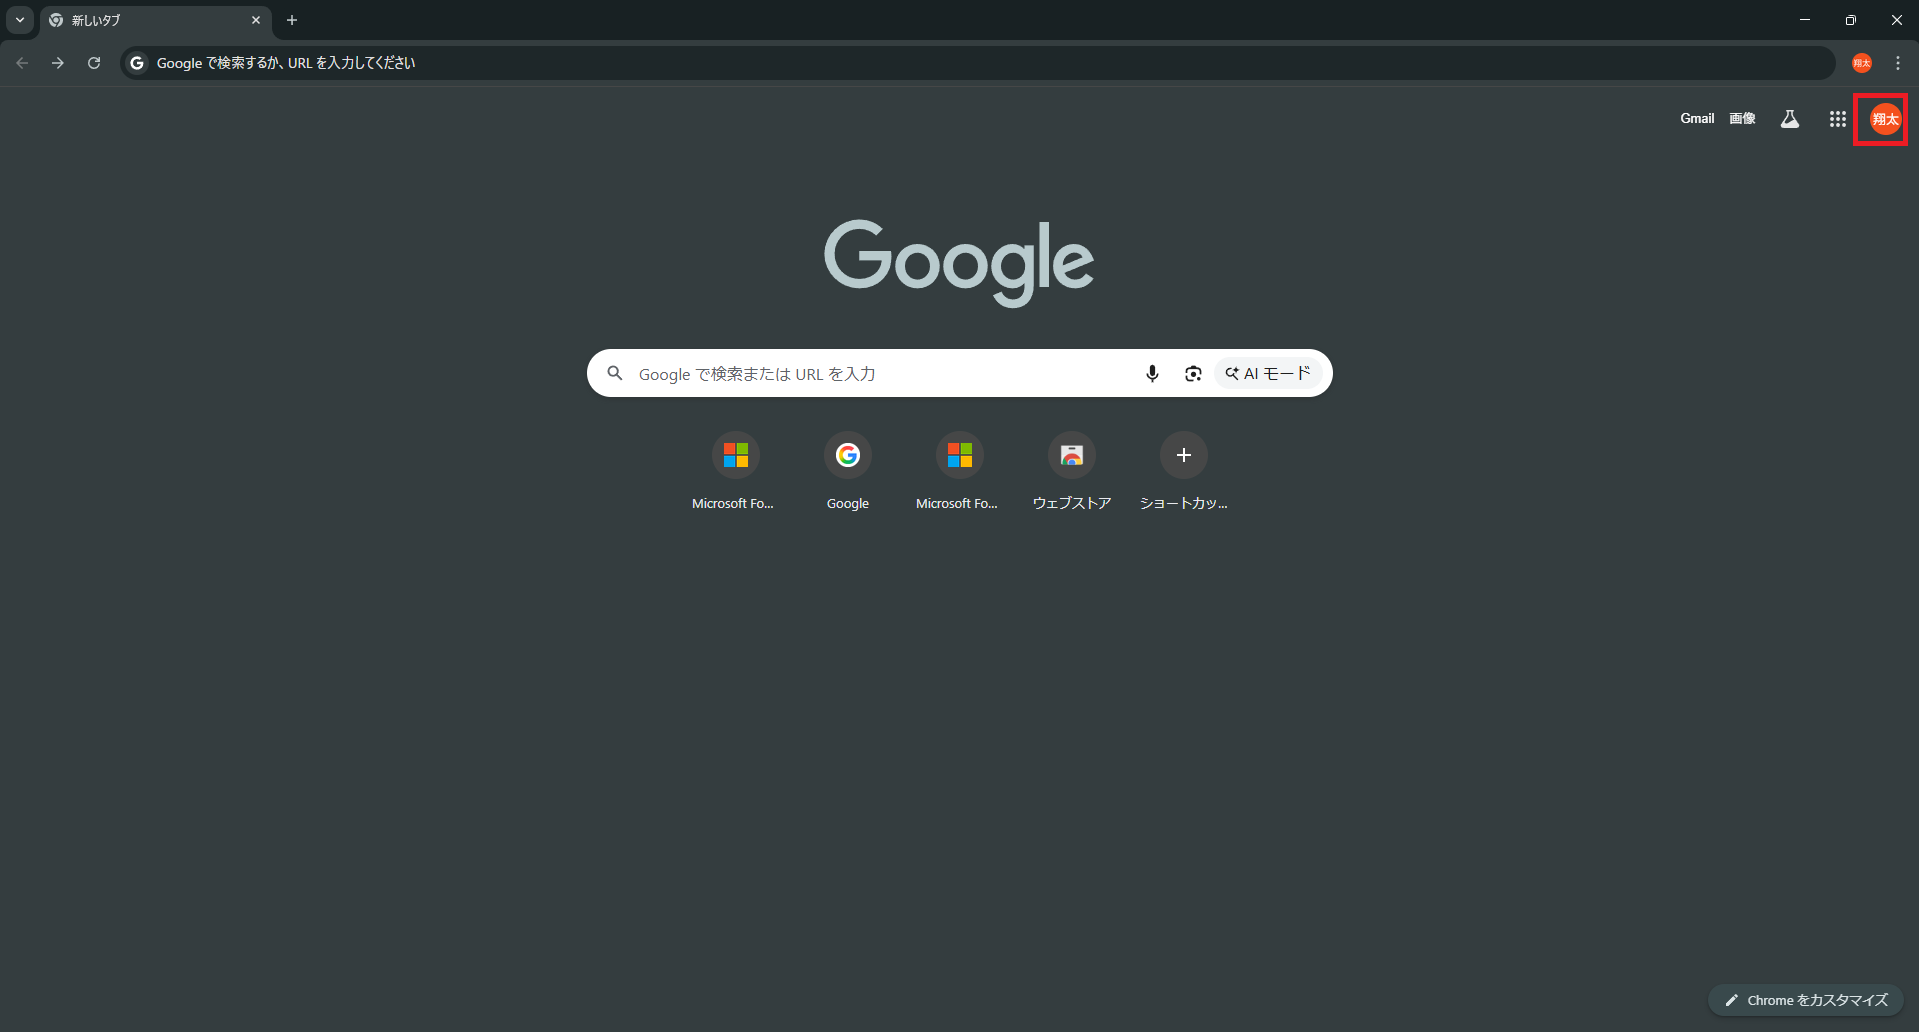 新しいタブ
Google で検索するか、URL を入力してください
翔太
Gmail 画像 翔太
Google
Google で検索または URL を入力 AI モード
Microsoft Fo... Google Microsoft Fo... ウェブストア ショートカッ...
Chrome をカスタマイズ